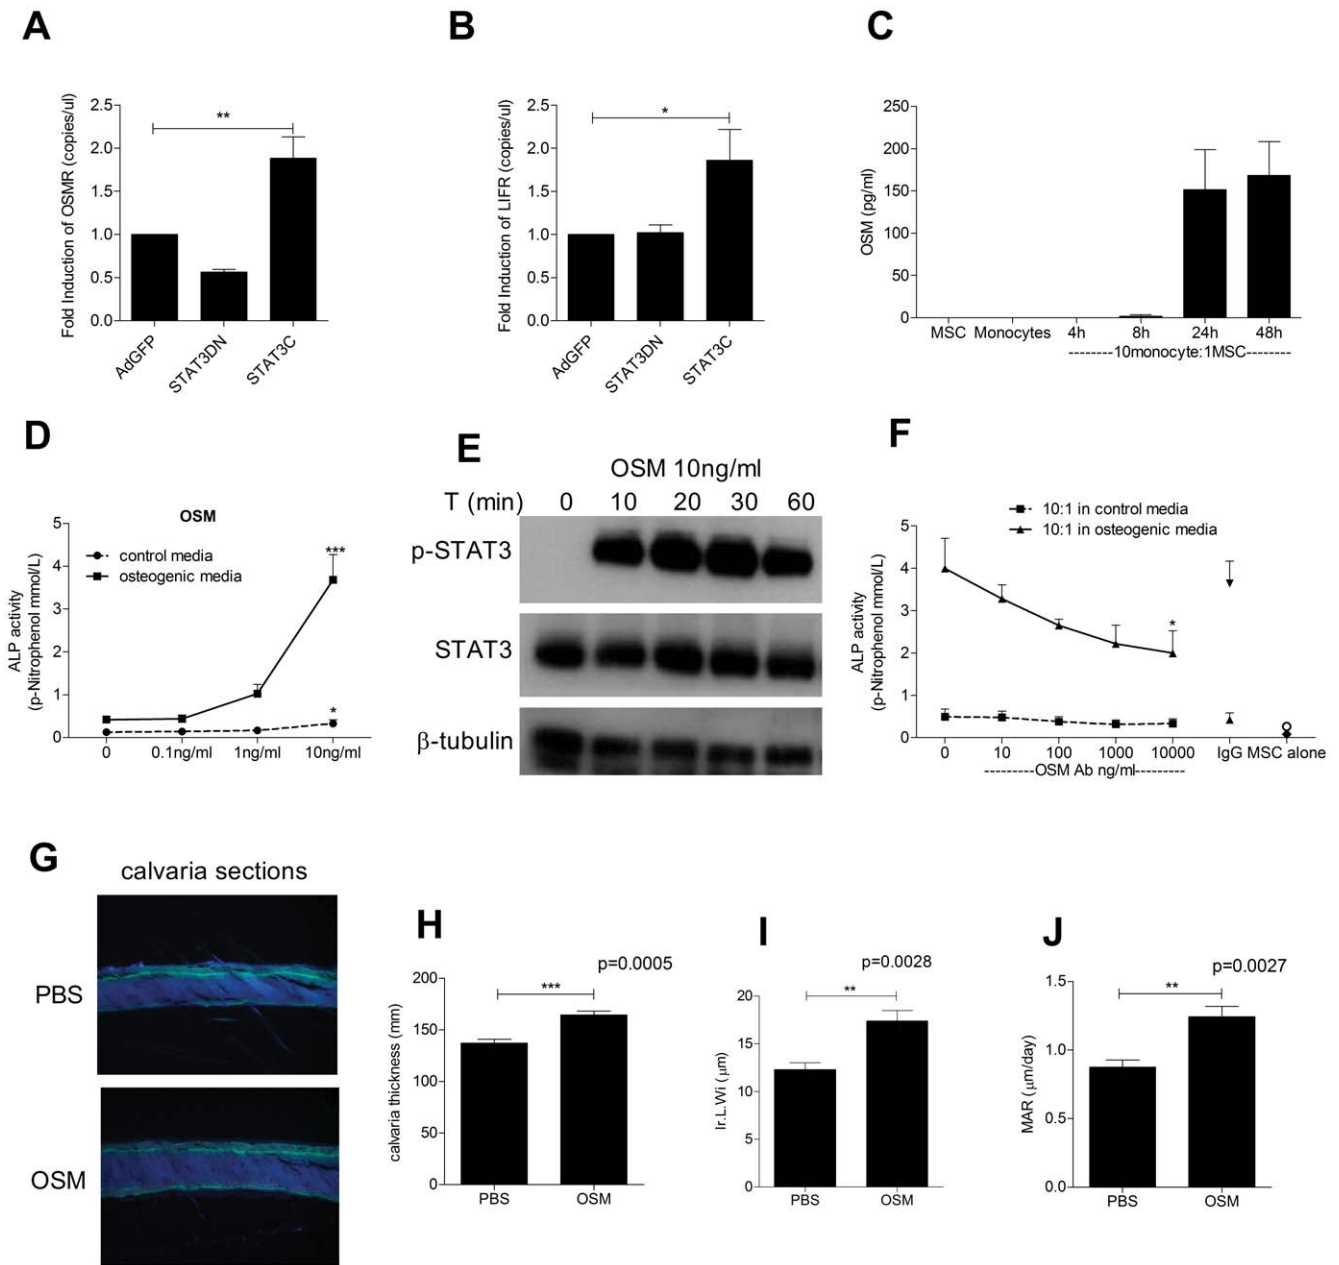 A
B
C
Fold Induction of OSMR (copies/ul)
2.5
2.0
1.5
1.0
0.5
0.0
**
AdGFP
STAT3DN
STAT3C
Fold Induction of LIFR (copies/ul)
2.5
2.0
1.5
1.0
0.5
0.0
*
AdGFP
STAT3DN
STAT3C
OSM (pg/ml)
250
200
150
100
50
0
MSC Monocytes 4h 8h 24h 48h
-------10monocyte:1MSC-------
D
E
F
OSM
ALP activity
(p-Nitrophenol mmol/L)
5
4
3
2
1
0
control media
osteogenic media
***
*
0 0.1ng/ml 1ng/ml 10ng/ml
OSM 10ng/ml
T (min) 0 10 20 30 60
p-STAT3
STAT3
β-tubulin
10:1 in control media
10:1 in osteogenic media
ALP activity
(p-Nitrophenol mmol/L)
5
4
3
2
1
0
*
0 10 100 1000 10000 IgG MSC alone
--------OSM Ab ng/ml--------
G
calvaria sections
PBS
OSM
H
p=0.0005
calvaria thickness (mm)
200
150
100
50
0
***
PBS OSM
I
p=0.0028
Ir.L.Wi (μm)
20
15
10
5
0
**
PBS OSM
J
p=0.0027
MAR (μm/day)
1.5
1.0
0.5
0.0
**
PBS OSM